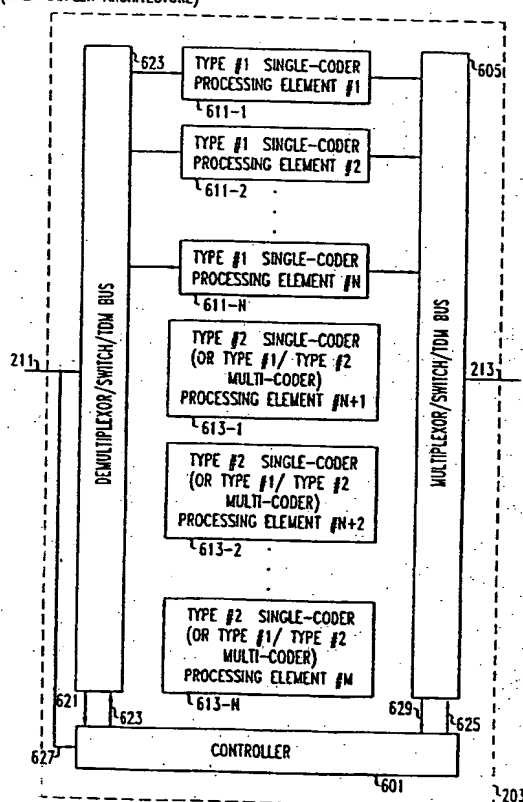 623
TYPE #1 SINGLE-CODER
PROCESSING ELEMENT #1
605
611-1
TYPE #1 SINGLE-CODER
PROCESSING ELEMENT #2
611-2
TYPE #1 SINGLE-CODER
PROCESSING ELEMENT #N
611-N
DEMULTIPLEXOR/SWITCH/TDM BUS
MULTIPLEXOR/SWITCH/TDM BUS
211
213
TYPE #2 SINGLE-CODER
(OR TYPE #1/ TYPE #2
MULTI-CODER)
PROCESSING ELEMENT #N+1
613-1
TYPE #2 SINGLE-CODER
(OR TYPE #1/ TYPE #2
MULTI-CODER)
PROCESSING ELEMENT #N+2
613-2
TYPE #2 SINGLE-CODER
(OR TYPE #1/ TYPE #2
MULTI-CODER)
PROCESSING ELEMENT #M
613-N
621
623
629
625
627
CONTROLLER
601
203